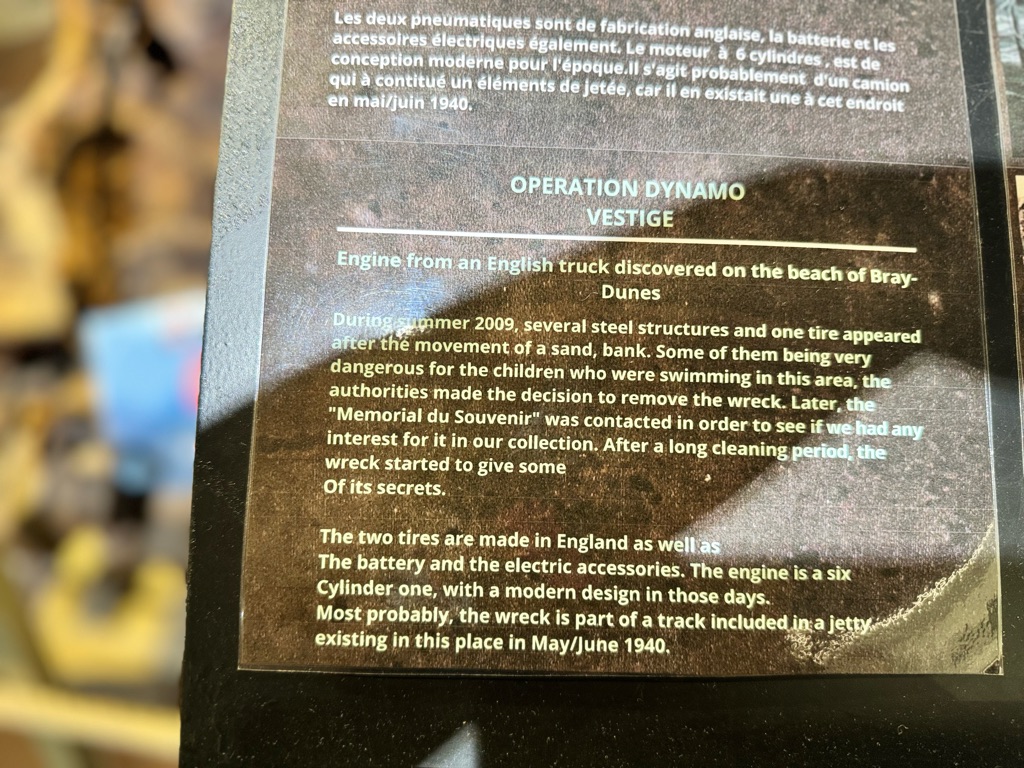 Les deux pneumatiques sont de fabrication anglaise, la batterie et les
accessoires électriques également. Le moteur à 6 cylindres , est de
conception moderne pour l'époque.Il s'agit probablement d'un camion
qui à contitué un éléments de jetée, car il en existait une à cet endroit
en mai/juin 1940.
OPERATION DYNAMO
VESTIGE
Engine from an English truck discovered on the beach of Bray-
Dunes
During summer 2009, several steel structures and one tire appeared
after the movement of a sand, bank. Some of them being very
dangerous for the children who were swimming in this area, the
authorities made the decision to remove the wreck. Later, the
"Memorial du Souvenir" was contacted in order to see if we had any
interest for it in our collection. After a long cleaning period, the
wreck started to give some
Of its secrets.
The two tires are made in England as well as
The battery and the electric accessories. The engine is a six
Cylinder one, with a modern design in those days.
Most probably, the wreck is part of a track included in a jetty,
existing in this place in May/June 1940.